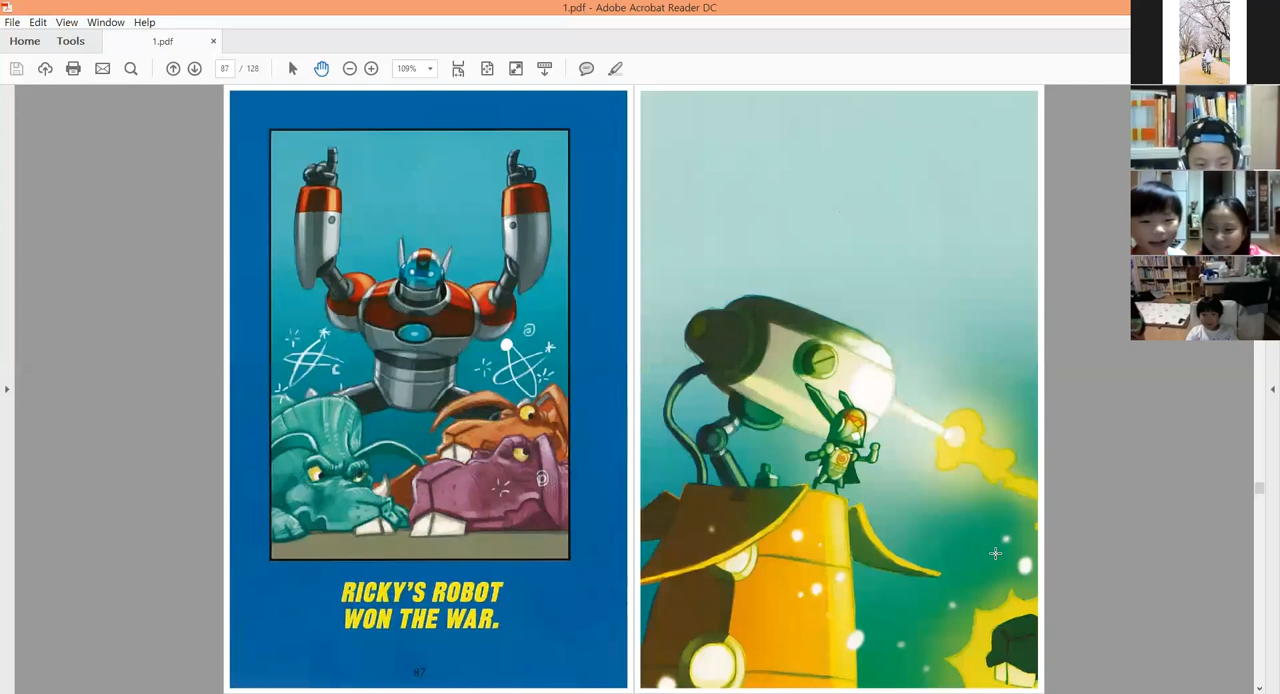 1.pdf - Adobe Acrobat Reader DC
File Edit View Window Help
Home Tools 1.pdf ×
87 / 128 109%
RICKY'S ROBOT
WON THE WAR.
87